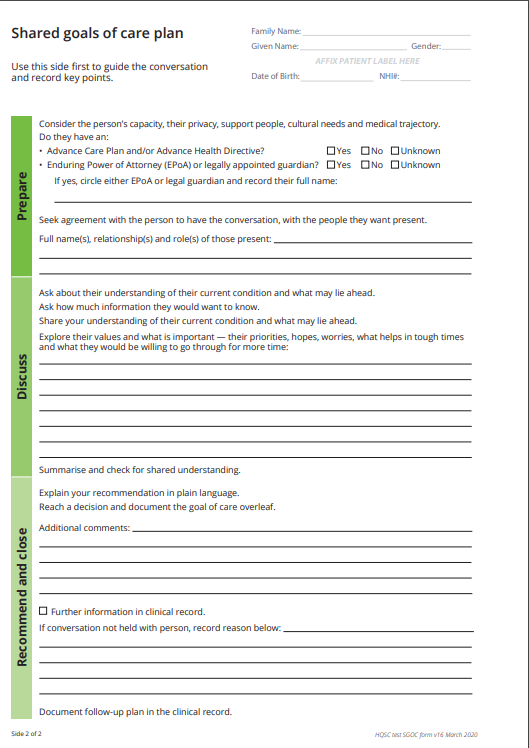 Shared goals of care plan
Use this side first to guide the conversation
and record key points.
Family Name:
Given Name: Gender:
AFFIX PATIENT LABEL HERE
Date of Birth: NHI#:
Prepare
Consider the person's capacity, their privacy, support people, cultural needs and medical trajectory.
Do they have an:
• Advance Care Plan and/or Advance Health Directive? Yes No Unknown
• Enduring Power of Attorney (EPoA) or legally appointed guardian? Yes No Unknown
If yes, circle either EPoA or legal guardian and record their full name:
Seek agreement with the person to have the conversation, with the people they want present.
Full name(s), relationship(s) and role(s) of those present:
Discuss
Ask about their understanding of their current condition and what may lie ahead.
Ask how much information they would want to know.
Share your understanding of their current condition and what may lie ahead.
Explore their values and what is important — their priorities, hopes, worries, what helps in tough times
and what they would be willing to go through for more time:
Summarise and check for shared understanding.
Recommend and close
Explain your recommendation in plain language.
Reach a decision and document the goal of care overleaf.
Additional comments:
Further information in clinical record.
If conversation not held with person, record reason below:
Document follow-up plan in the clinical record.
Side 2 of 2
HQSC test SGOC form v16 March 2020